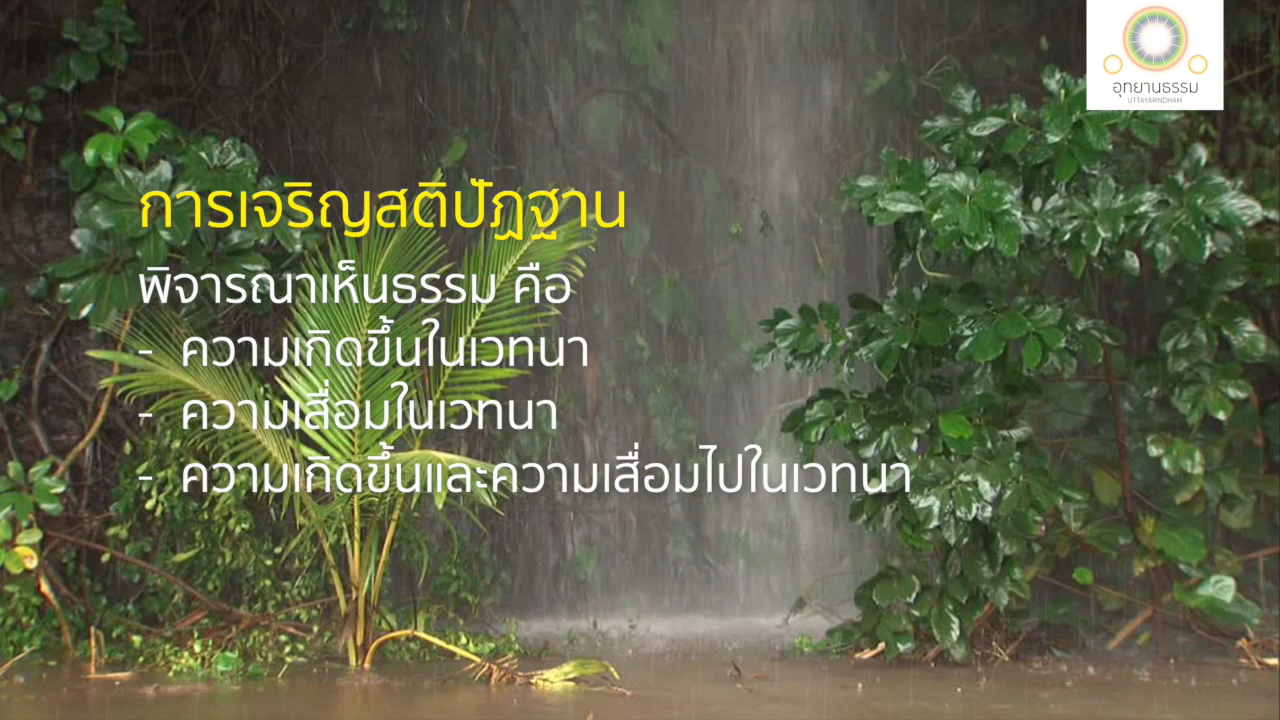 อุทยานธรรม
UTTAYARNDHAM
การเจริญสติปัฏฐาน
พิจารณาเห็นธรรม คือ
- ความเกิดขึ้นในเวทนา
- ความเสื่อมในเวทนา
- ความเกิดขึ้นและความเสื่อมไปในเวทนา